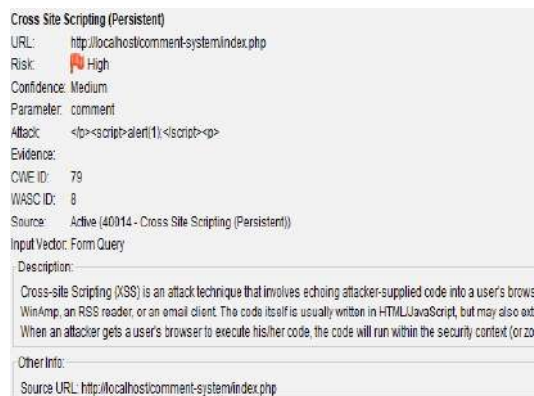 Cross Site Scripting (Persistent)
URL: http://localhost/comment-system/index.php
Risk: High
Confidence: Medium
Parameter: comment
Attack: </p><script>alert(1);</script><p>
Evidence:
CWE ID: 79
WASC ID: 8
Source: Active (40014 - Cross Site Scripting (Persistent))
Input Vector: Form Query
Description:
Cross-site Scripting (XSS) is an attack technique that involves echoing attacker-supplied code into a user's brows
WinAmp, an RSS reader, or an email client. The code itself is usually written in HTML/JavaScript, but may also ext
When an attacker gets a user's browser to execute his/her code, the code will run within the security context (or zo
Other Info:
Source URL: http://localhost/comment-system/index.php